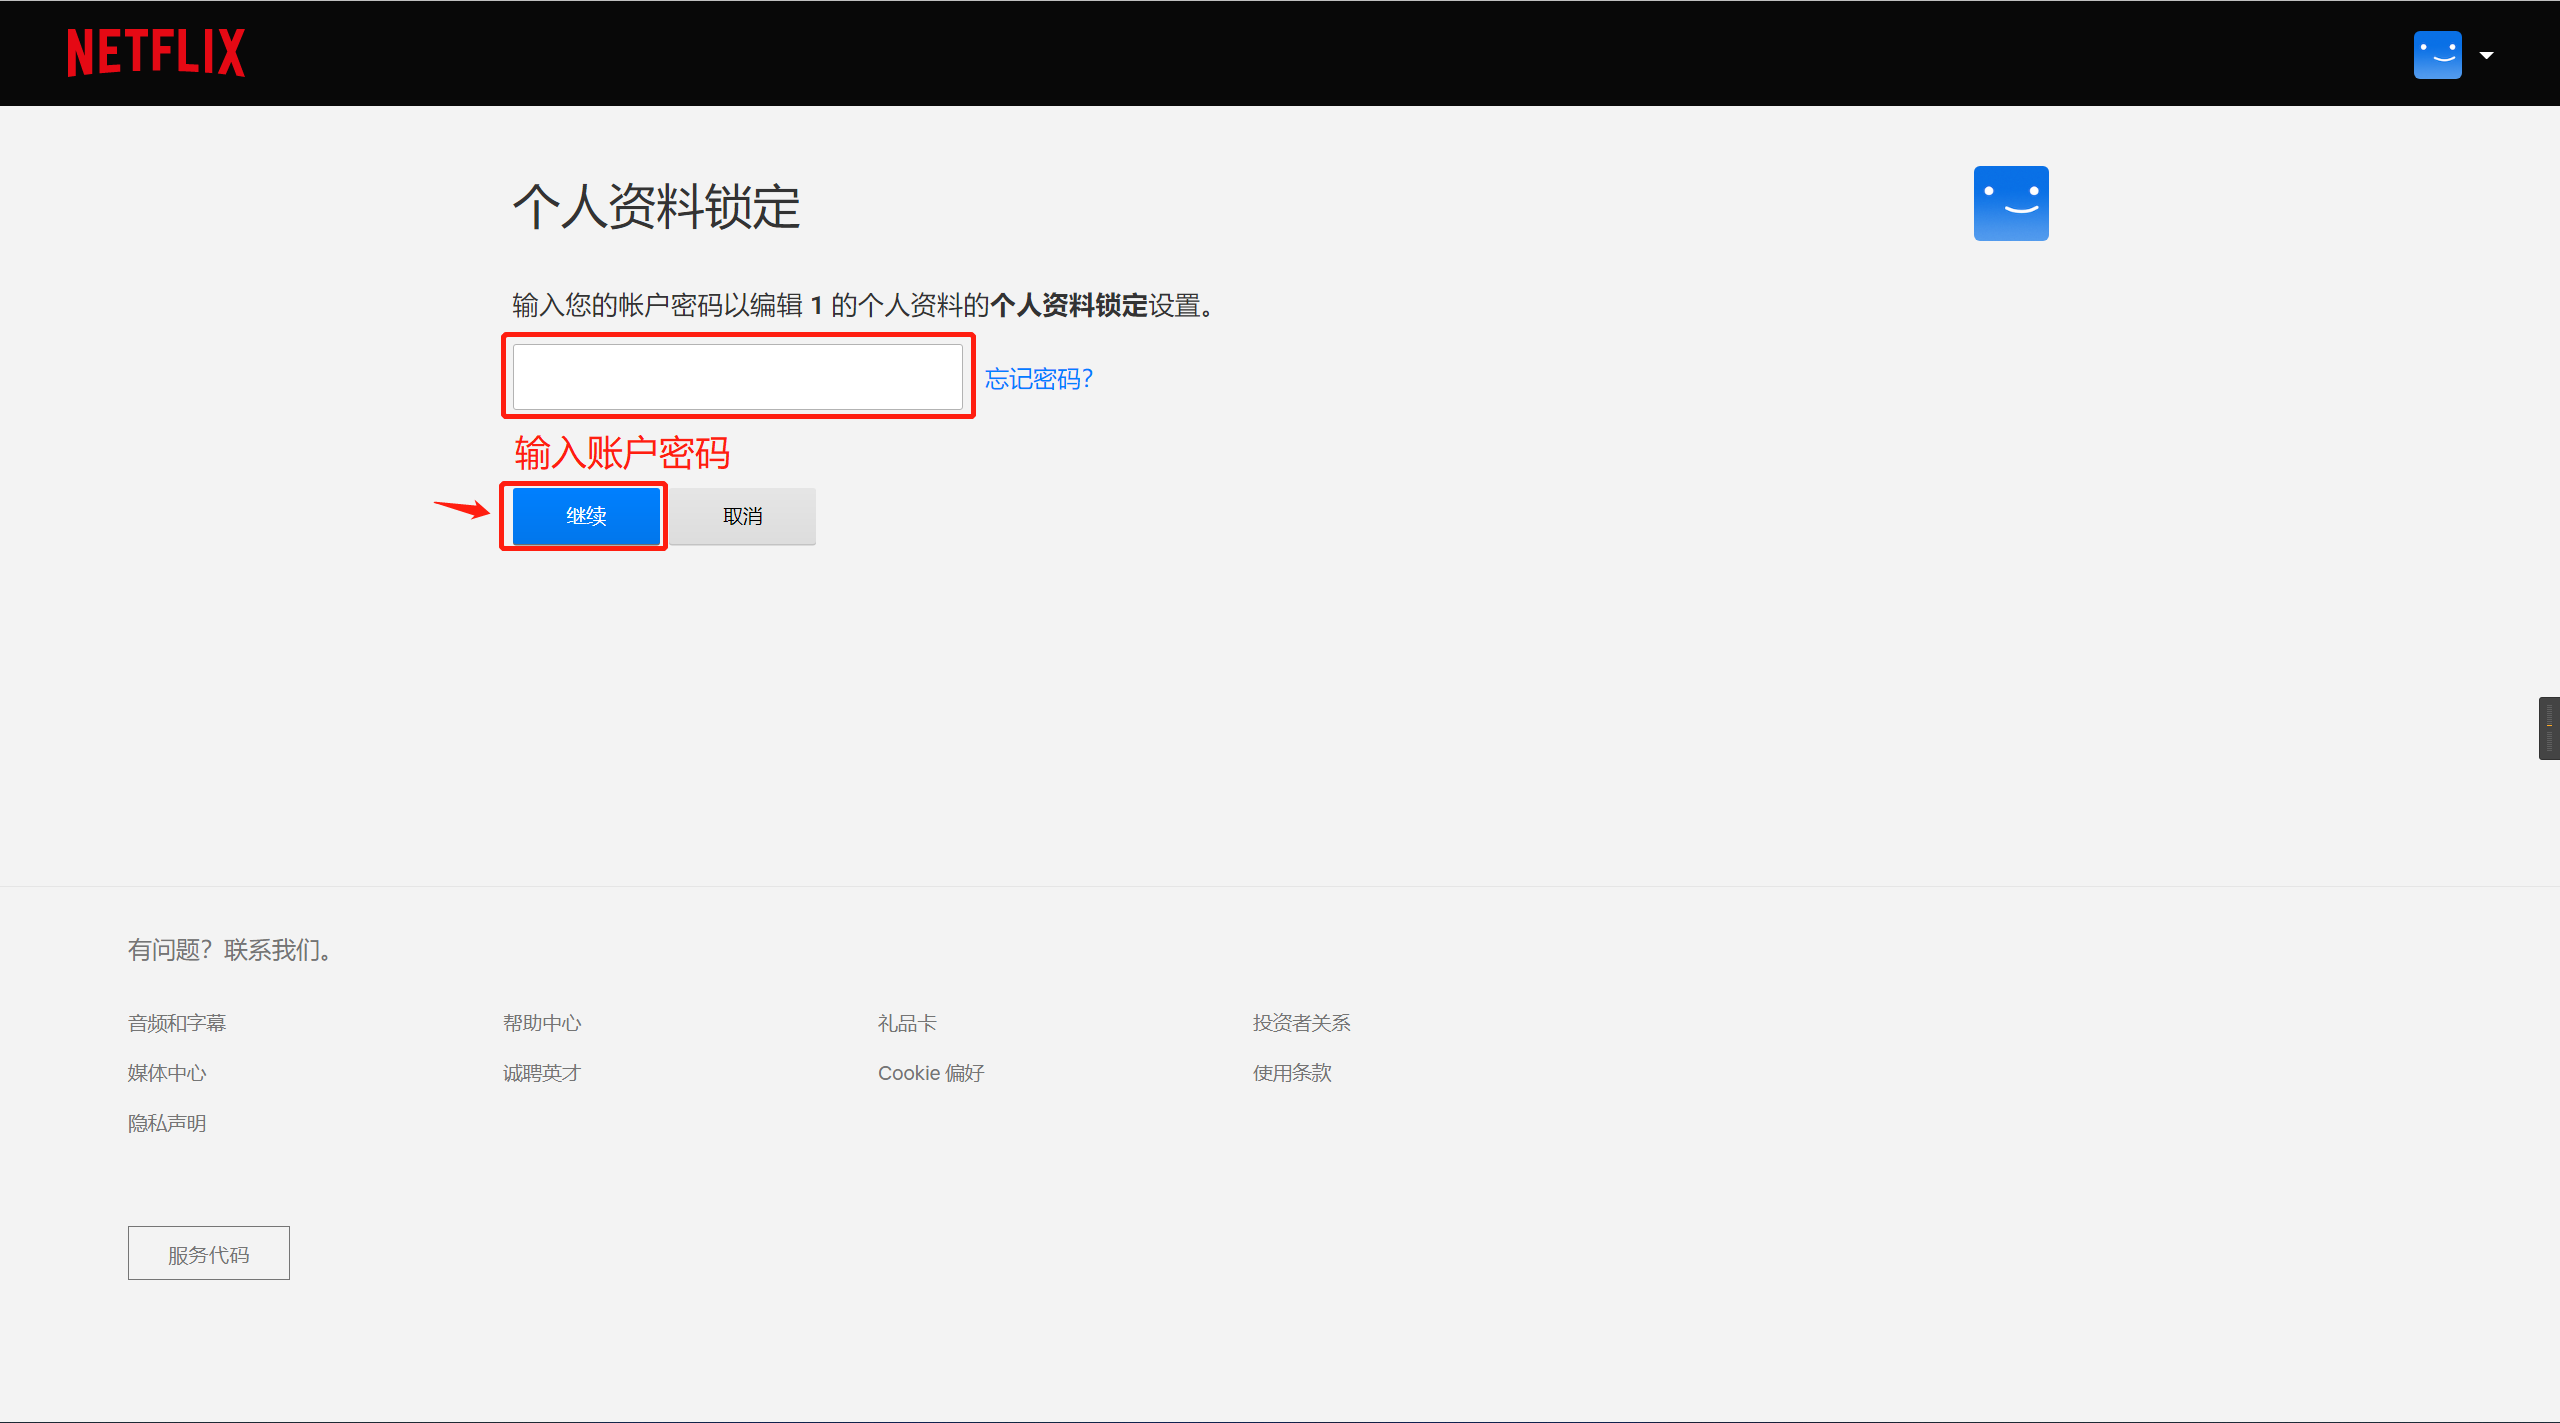 NETFLIX
个人资料锁定
输入您的帐户密码以编辑 1 的个人资料的个人资料锁定设置。
忘记密码?
输入账户密码
继续
取消
有问题？联系我们。
音频和字幕
帮助中心
礼品卡
投资者关系
媒体中心
诚聘英才
Cookie 偏好
使用条款
隐私声明
服务代码